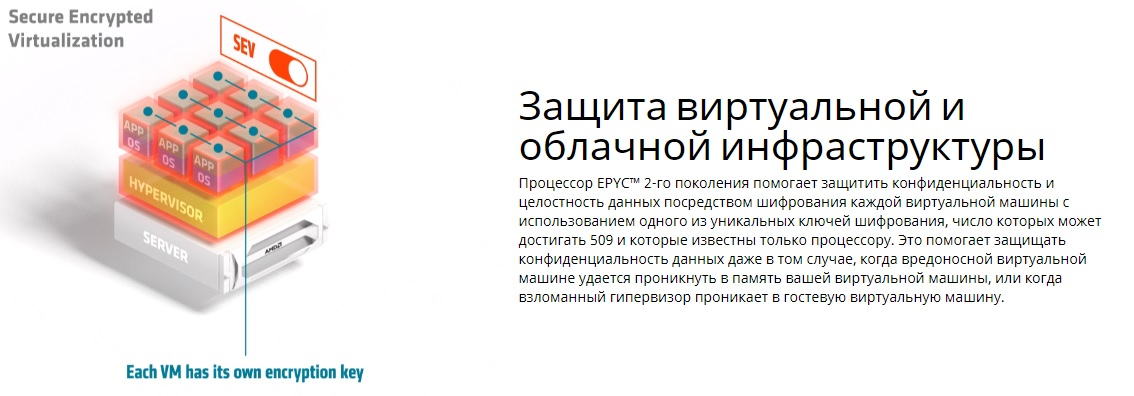 Secure Encrypted
Virtualization
SEV
APP
OS
APP
OS
APP
OS
HYPERVISOR
SERVER
AMD
Each VM has its own encryption key
Защита виртуальной и
облачной инфраструктуры
Процессор EPYC™ 2-го поколения помогает защитить конфиденциальность и
целостность данных посредством шифрования каждой виртуальной машины с
использованием одного из уникальных ключей шифрования, число которых может
достигать 509 и которые известны только процессору. Это помогает защищать
конфиденциальность данных даже в том случае, когда вредоносной виртуальной
машине удается проникнуть в память вашей виртуальной машины, или когда
взломанный гипервизор проникает в гостевую виртуальную машину.